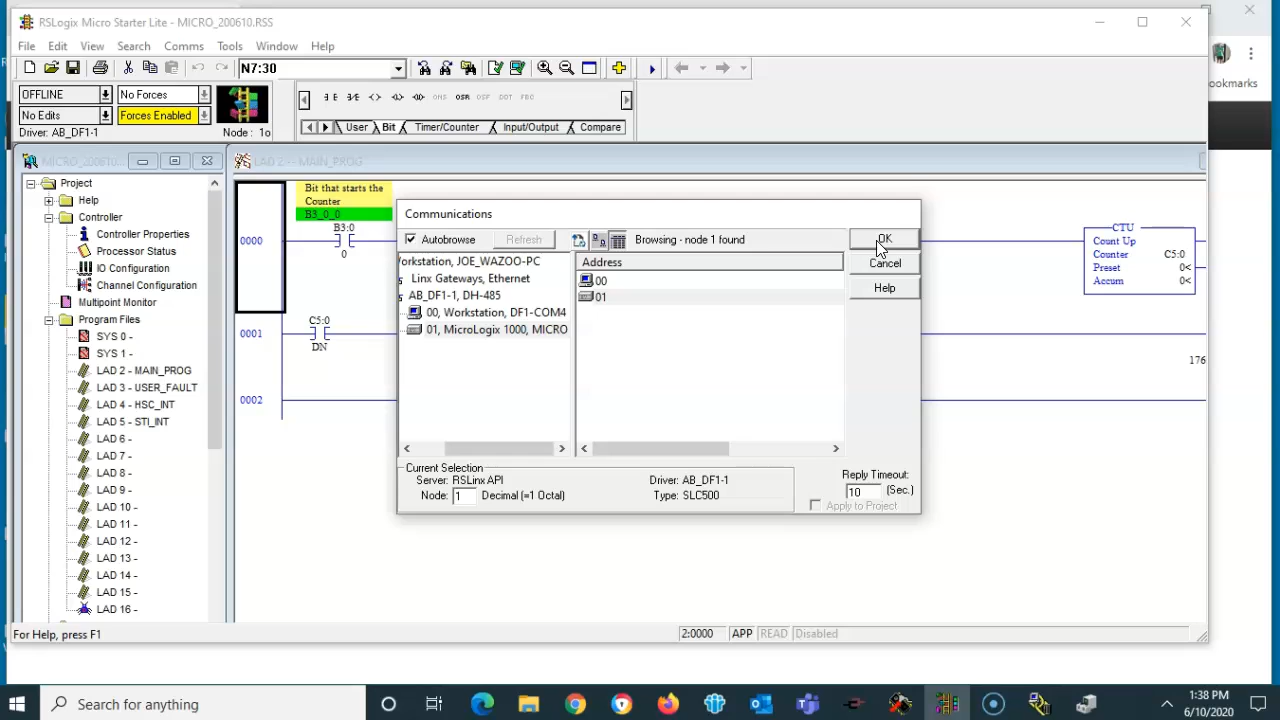 RSLogix Micro Starter Lite - MICRO_200610.RSS
File Edit View Search Comms Tools Window Help
N7:30
OFFLINE No Forces
No Edits Forces Enabled
Driver: AB_DF1-1 Node : 1o
User Bit Timer/Counter Input/Output Compare
ookmarks
MICRO_200610...
LAD 2 -- MAIN_PROG
Project
Help
Controller
Controller Properties
Processor Status
IO Configuration
Channel Configuration
Multipoint Monitor
Program Files
SYS 0 -
SYS 1 -
LAD 2 - MAIN_PROG
LAD 3 - USER_FAULT
LAD 4 - HSC_INT
LAD 5 - STI_INT
LAD 6 -
LAD 7 -
LAD 8 -
LAD 9 -
LAD 10 -
LAD 11 -
LAD 12 -
LAD 13 -
LAD 14 -
LAD 15 -
LAD 16 -
Bit that starts the
Counter
B3_0_0
B3:0
0000
0
CTU
Count Up
Counter C5:0
Preset 0<
Accum 0<
C5:0
0001
DN
176
0002
Communications
Autobrowse Refresh Browsing - node 1 found
OK
Cancel
Help
orkstation, JOE_WAZOO-PC
Linx Gateways, Ethernet
AB_DF1-1, DH-485
00, Workstation, DF1-COM4
01, MicroLogix 1000, MICRO
Address
00
01
Current Selection
Server: RSLinx API Driver: AB_DF1-1
Node: 1 Decimal (=1 Octal) Type: SLC500
Reply Timeout:
10 (Sec.)
Apply to Project
For Help, press F1
2:0000 APP READ Disabled
Search for anything
1:38 PM
6/10/2020